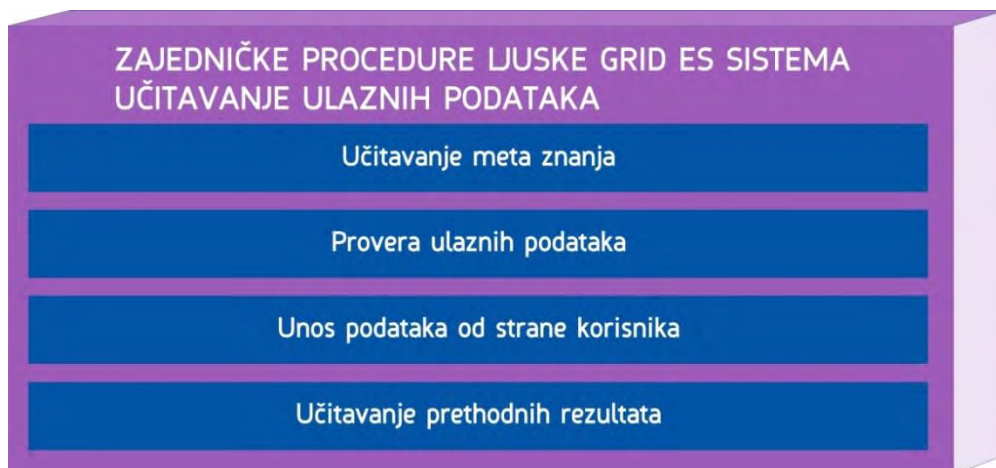 ZAJEDNIČKE PROCEDURE LJUSKE GRID ES SISTEMA
UČITAVANJE ULAZNIH PODATAKA
Učitavanje meta znanja
Provera ulaznih podataka
Unos podataka od strane korisnika
Učitavanje prethodnih rezultata